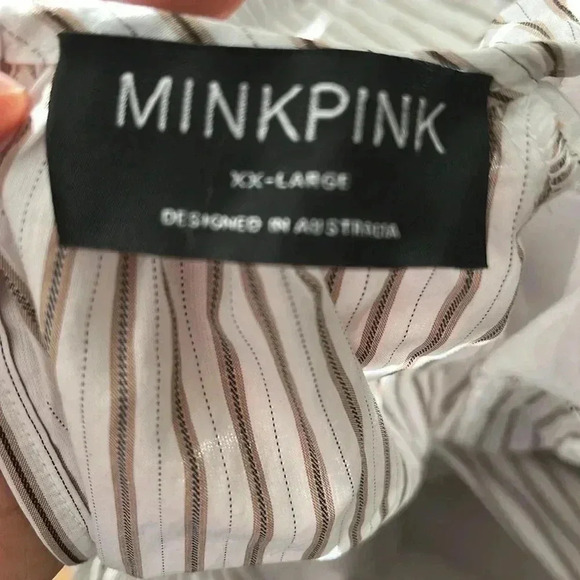 MINKPINK
XX-LARGE
DESIGNED IN AUSTRALIA